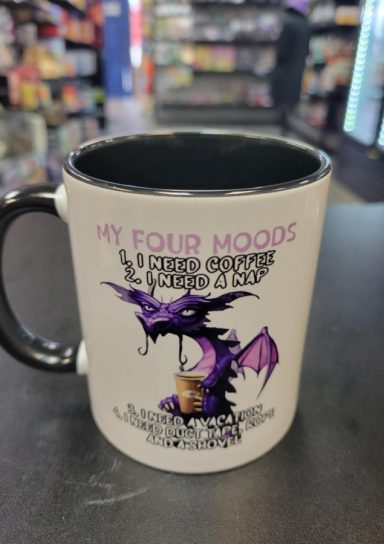 MY FOUR MOODS
1. I NEED COFFEE
2. I NEED A NAP
3. I NEED A VACATION
4. I NEED DUCT TAPE, ROPE
AND A SHOVEL